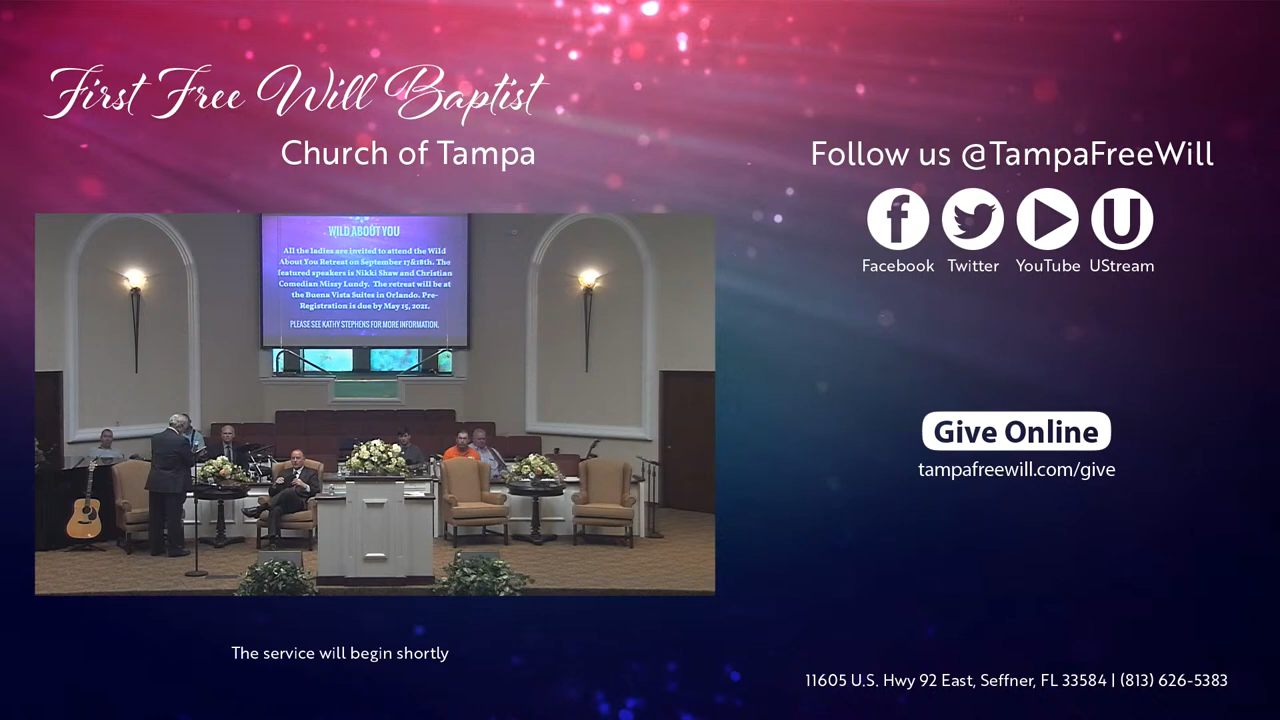 First Free Will Baptist
Church of Tampa
Follow us @TampaFreeWill
Facebook Twitter YouTube UStream
WILD ABOUT YOU
All the ladies are invited to attend the Wild
About You Retreat on September 17&18th. The
featured speakers is Nikki Shaw and Christian
Comedian Missy Lundy. The retreat will be at
the Buena Vista Suites in Orlando. Pre-
Registration is due by May 15, 2021.
PLEASE SEE KATHY STEPHENS FOR MORE INFORMATION.
Give Online
tampafreewill.com/give
The service will begin shortly
11605 U.S. Hwy 92 East, Seffner, FL 33584 | (813) 626-5383